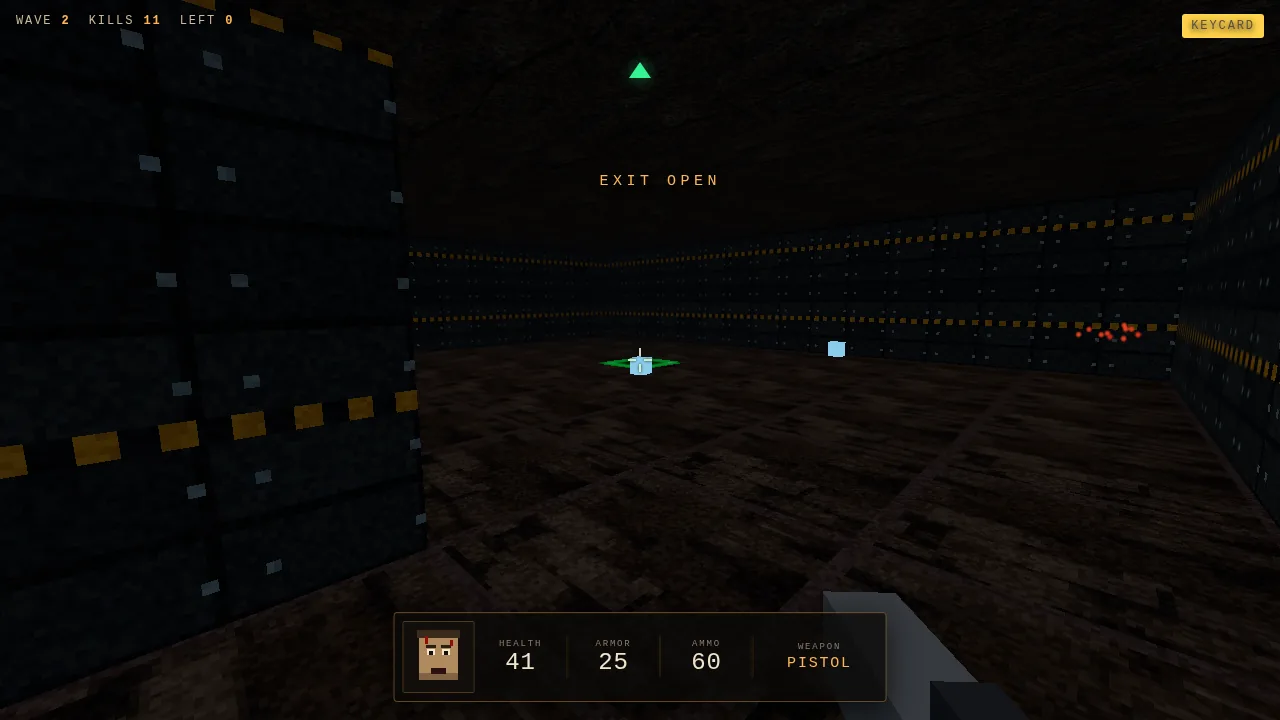 WAVE 2 KILLS 11 LEFT 0
KEYCARD
EXIT OPEN
HEALTH
41
ARMOR
25
AMMO
60
WEAPON
PISTOL